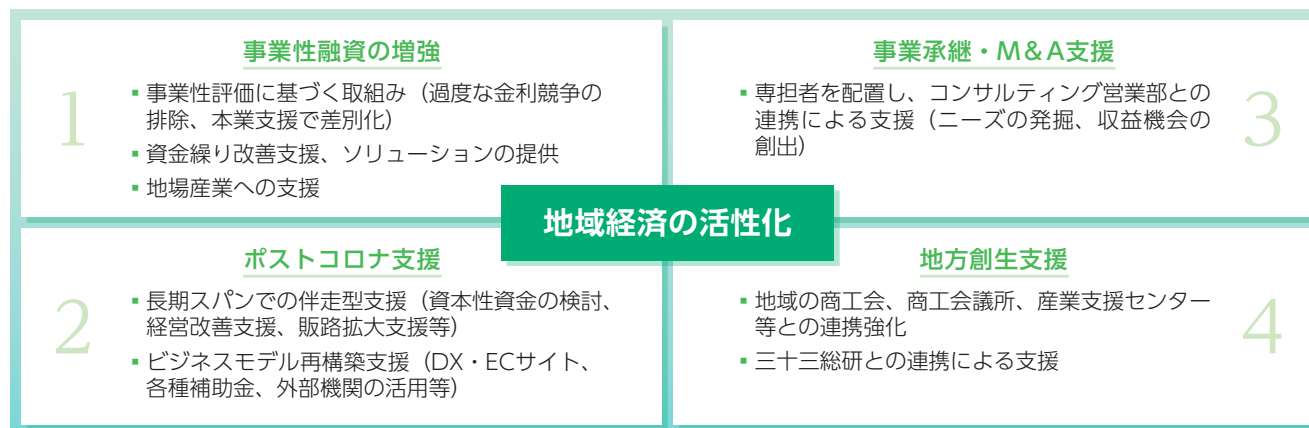 1
事業性融資の増強
▪事業性評価に基づく取組み（過度な金利競争の
排除、本業支援で差別化）
▪資金繰り改善支援、ソリューションの提供
▪地場産業への支援
3
事業承継・M&A支援
▪専担者を配置し、コンサルティング営業部との
連携による支援（ニーズの発掘、収益機会の
創出）
地域経済の活性化
2
ポストコロナ支援
▪長期スパンでの伴走型支援（資本性資金の検討、
経営改善支援、販路拡大支援等）
▪ビジネスモデル再構築支援（DX・ECサイト、
各種補助金、外部機関の活用等）
4
地方創生支援
▪地域の商工会、商工会議所、産業支援センター
等との連携強化
▪三十三総研との連携による支援